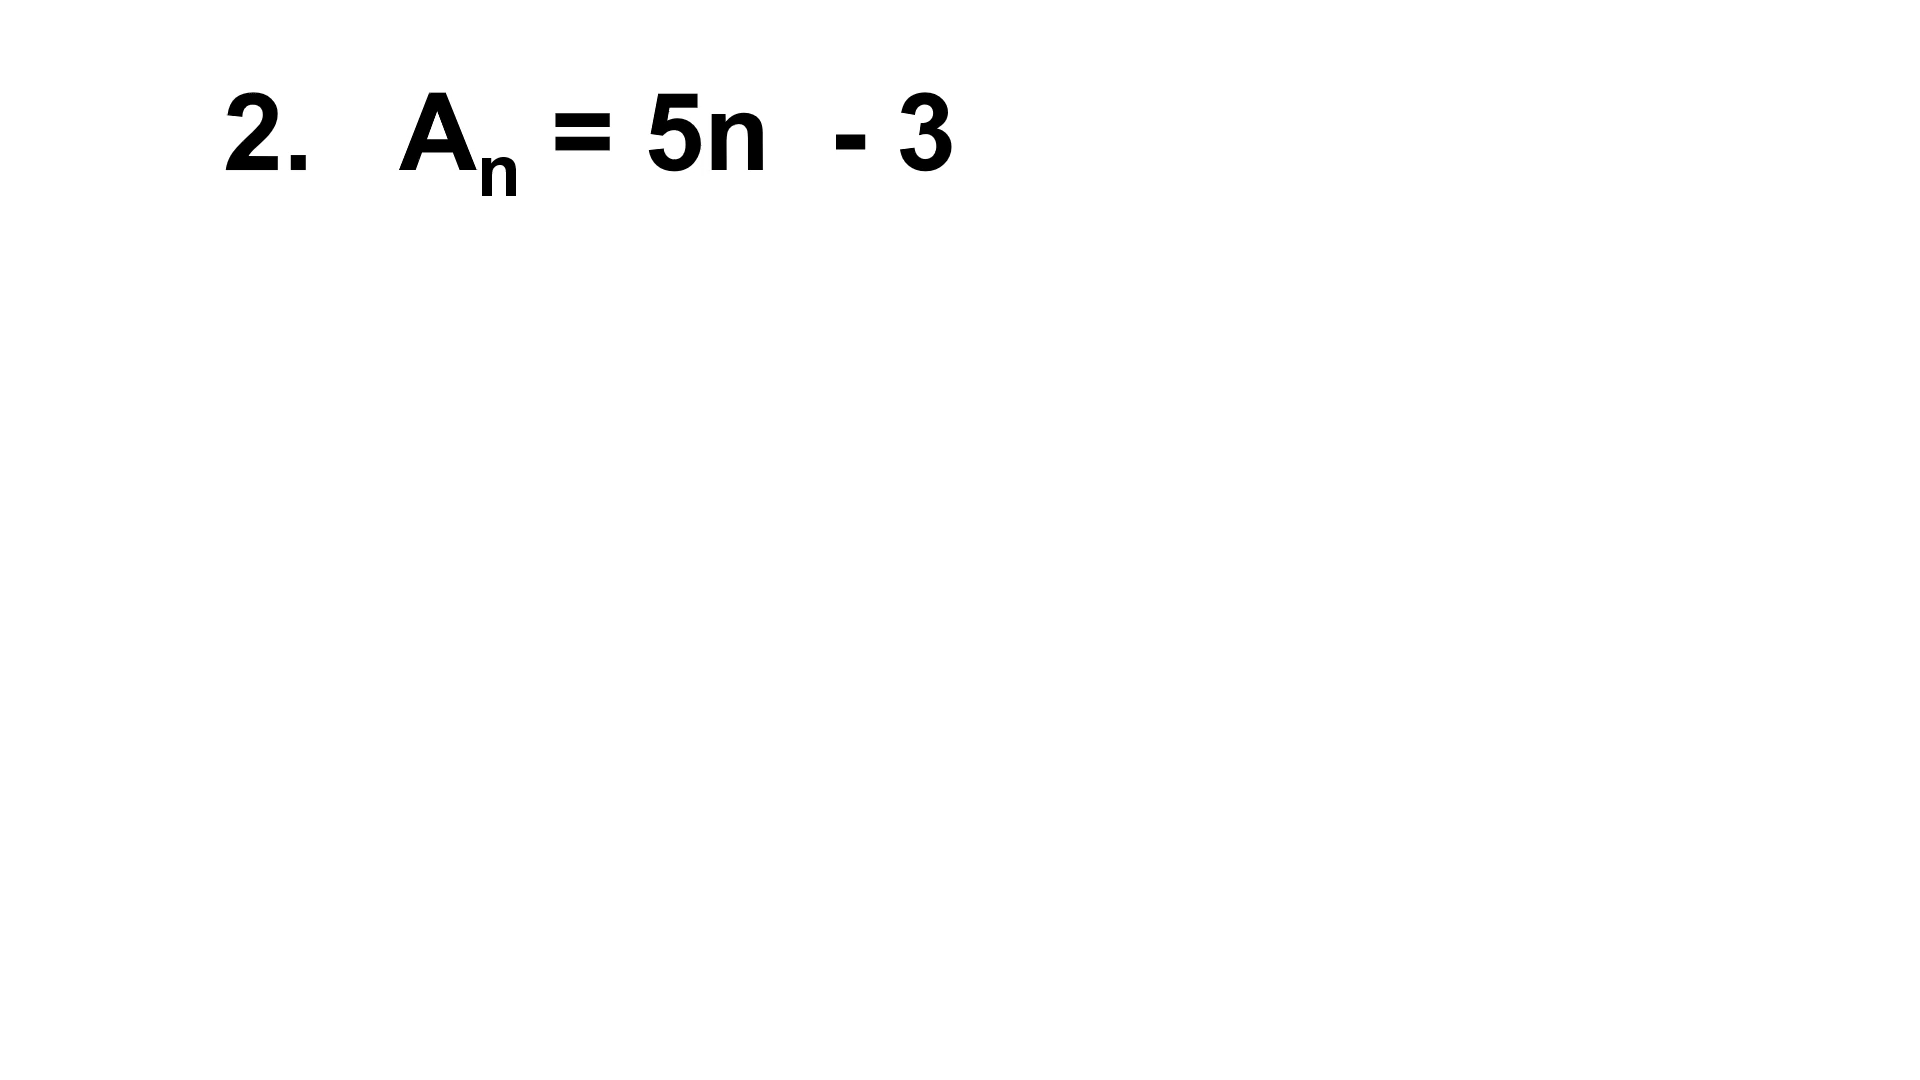 2. Aₙ = 5n - 3